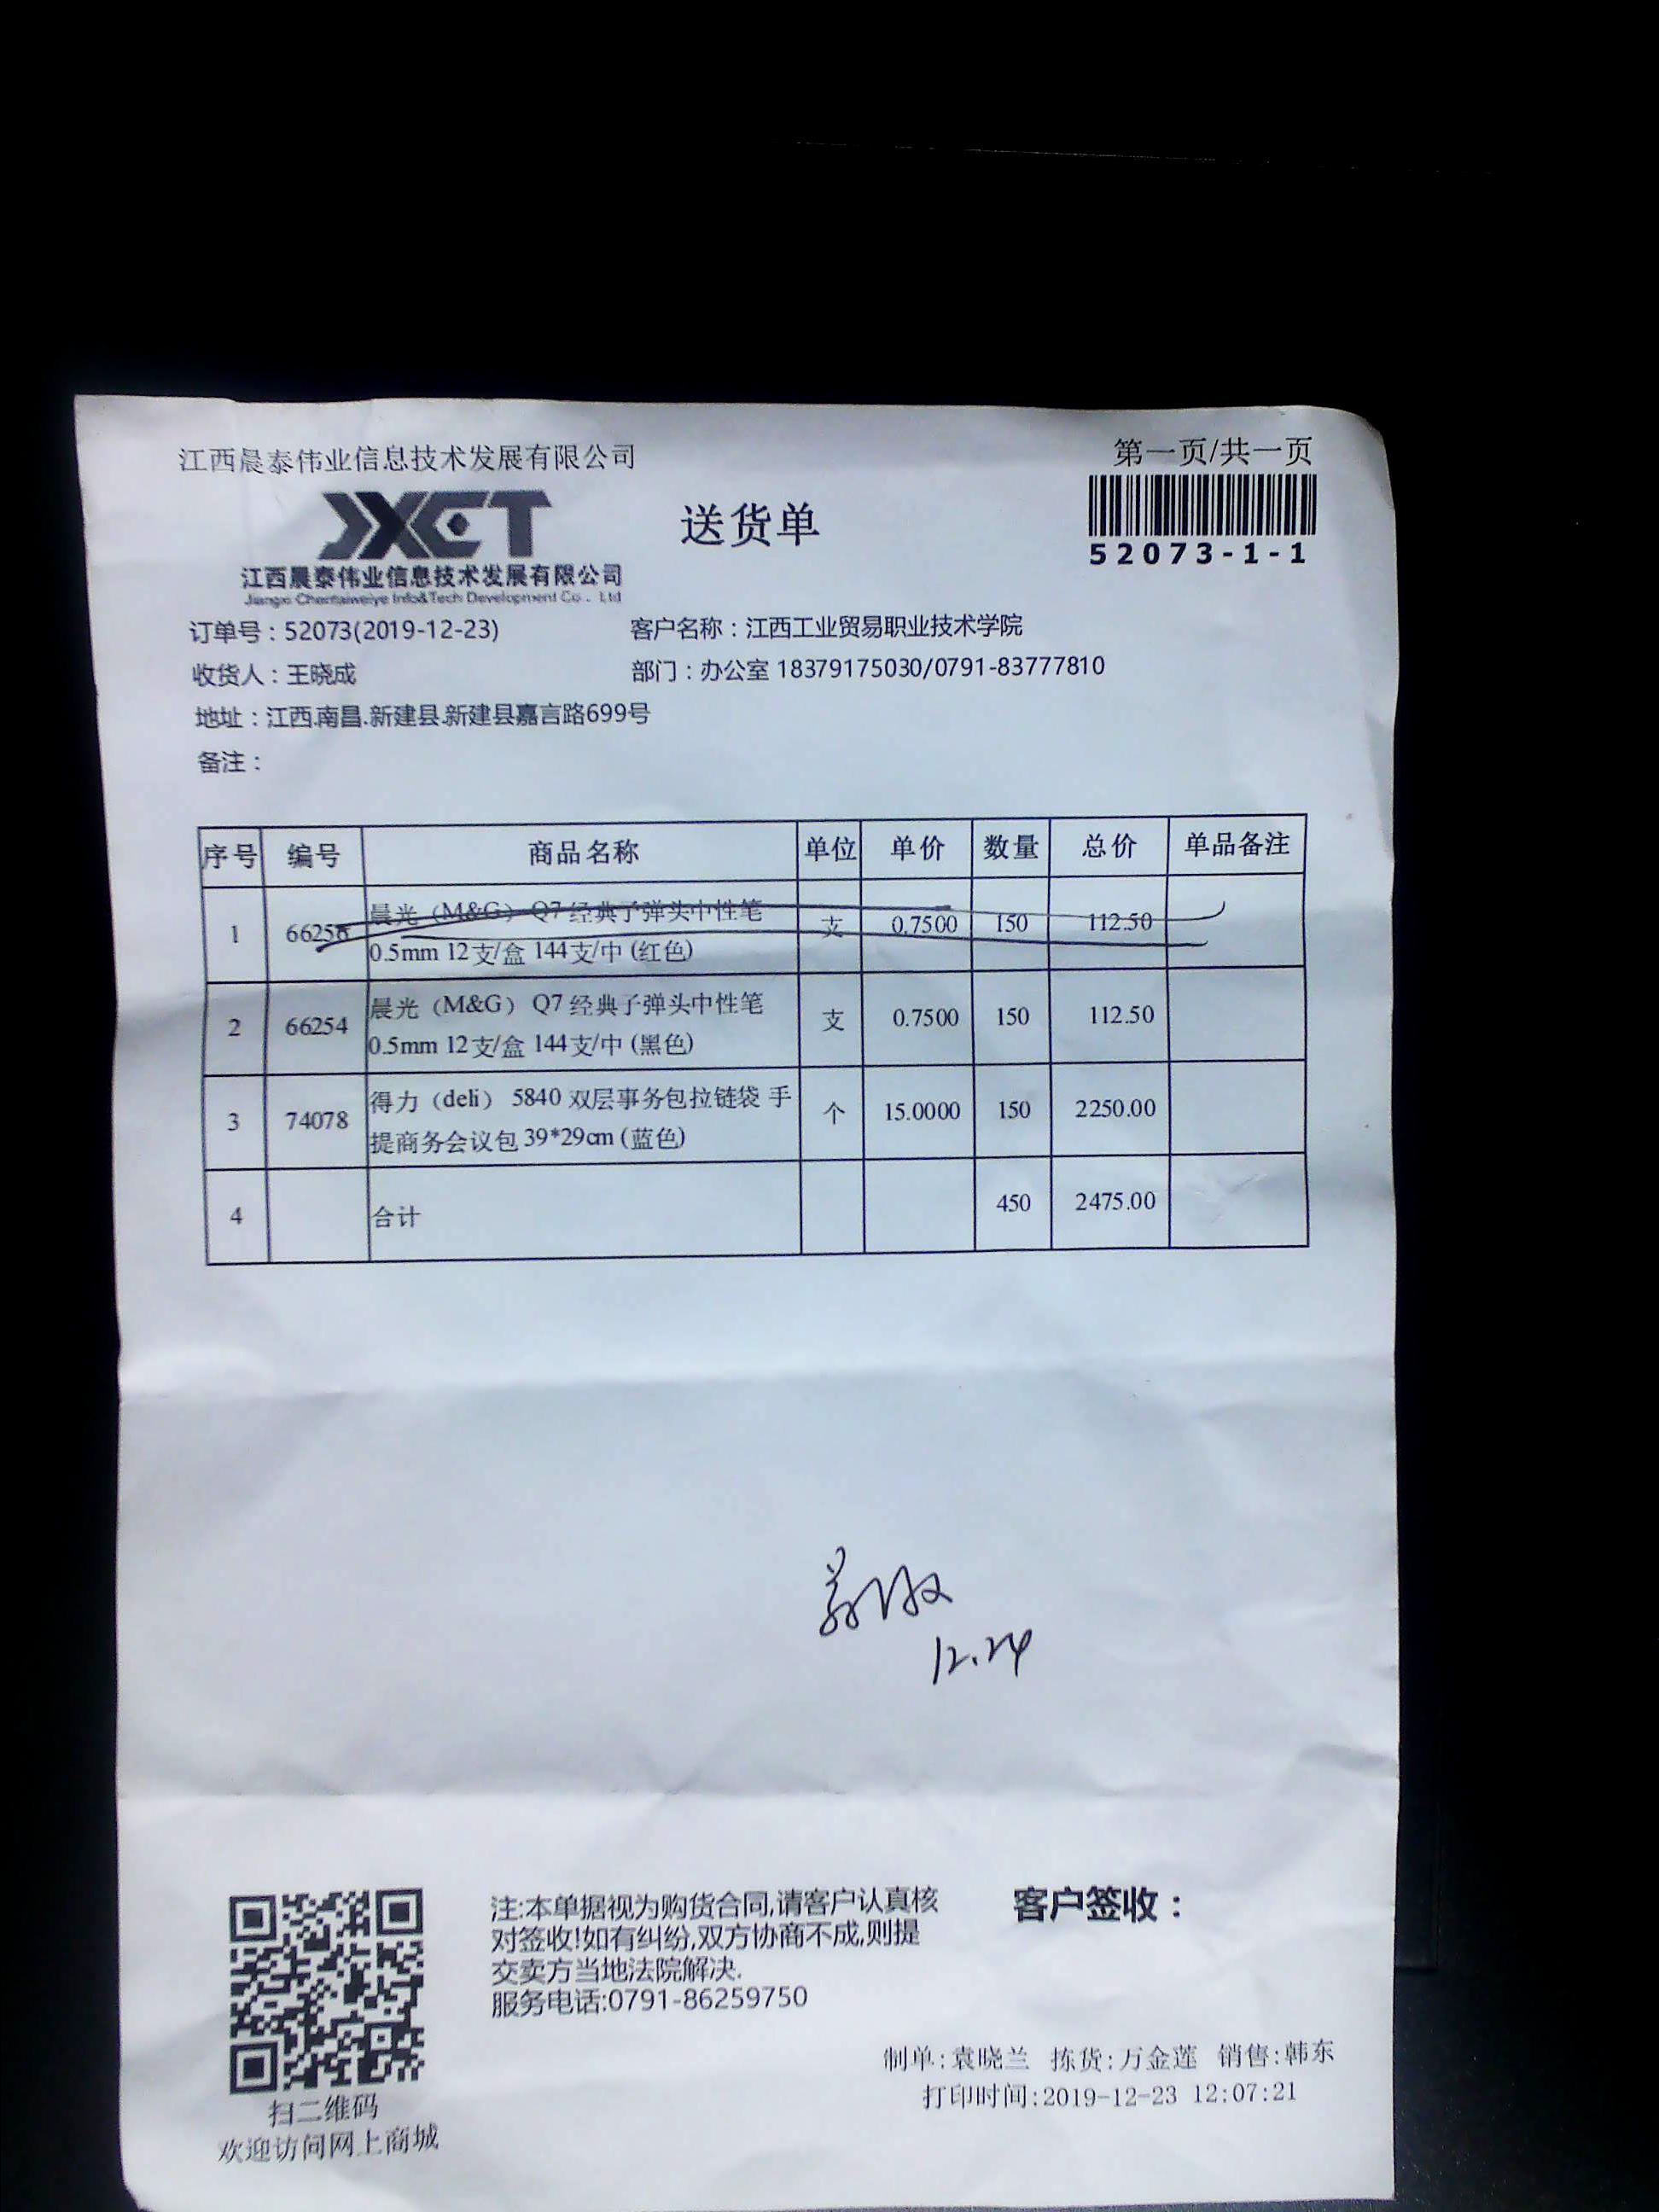 江西晨泰伟业信息技术发展有限公司
第一页/共一页
JXCT
送货单
52073-1-1
江西晨泰伟业信息技术发展有限公司
Jiangxi Chentaiweiye Info&Tech Development Co., Ltd
订单号：52073(2019-12-23) 客户名称：江西工业贸易职业技术学院
收货人：王晓成 部门：办公室 18379175030/0791-83777810
地址：江西.南昌.新建县.新建县嘉言路699号
备注：
序号 编号 商品名称 单位 单价 数量 总价 单品备注
1 66256 晨光（M&G）Q7 经典子弹头中性笔 支 0.7500 150 112.50
0.5mm 12支/盒 144支/中 (红色)
2 66254 晨光（M&G）Q7 经典子弹头中性笔 支 0.7500 150 112.50
0.5mm 12支/盒 144支/中 (黑色)
3 74078 得力（deli）5840 双层事务包拉链袋 手 个 15.0000 150 2250.00
提商务会议包 39*29cm (蓝色)
4 合计 450 2475.00
12.24
注:本单据视为购货合同,请客户认真核
对签收!如有纠纷,双方协商不成,则提
交卖方当地法院解决.
服务电话:0791-86259750
客户签收：
制单:袁晓兰 拣货:万金莲 销售:韩东
打印时间:2019-12-23 12:07:21
扫二维码
欢迎访问网上商城